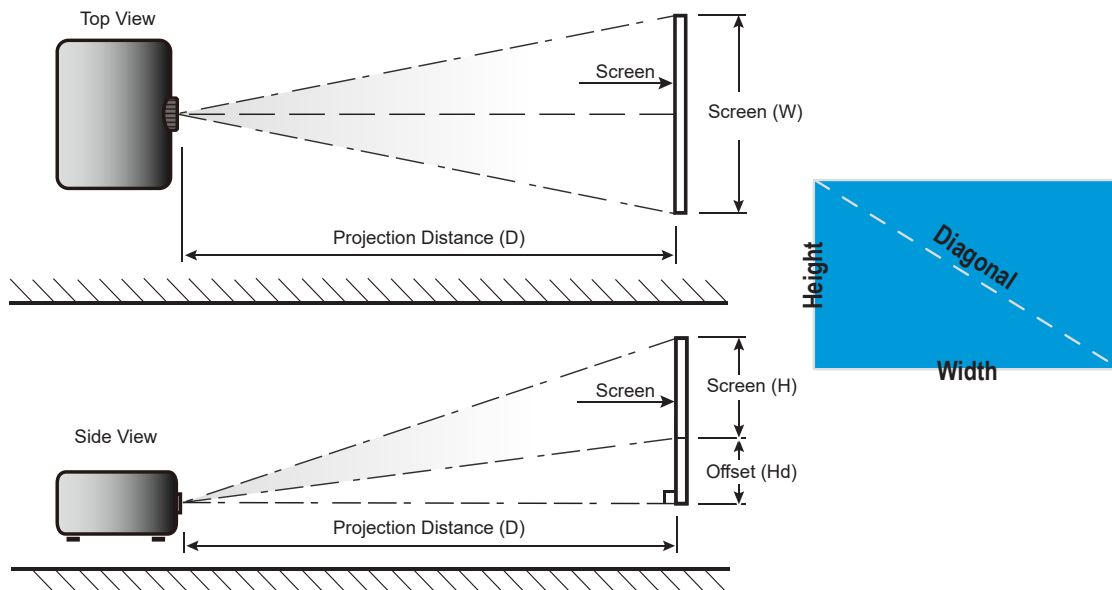 Top View
Screen
Screen (W)
Projection Distance (D)
Height
Diagonal
Width
Screen (H)
Screen
Side View
Offset (Hd)
Projection Distance (D)